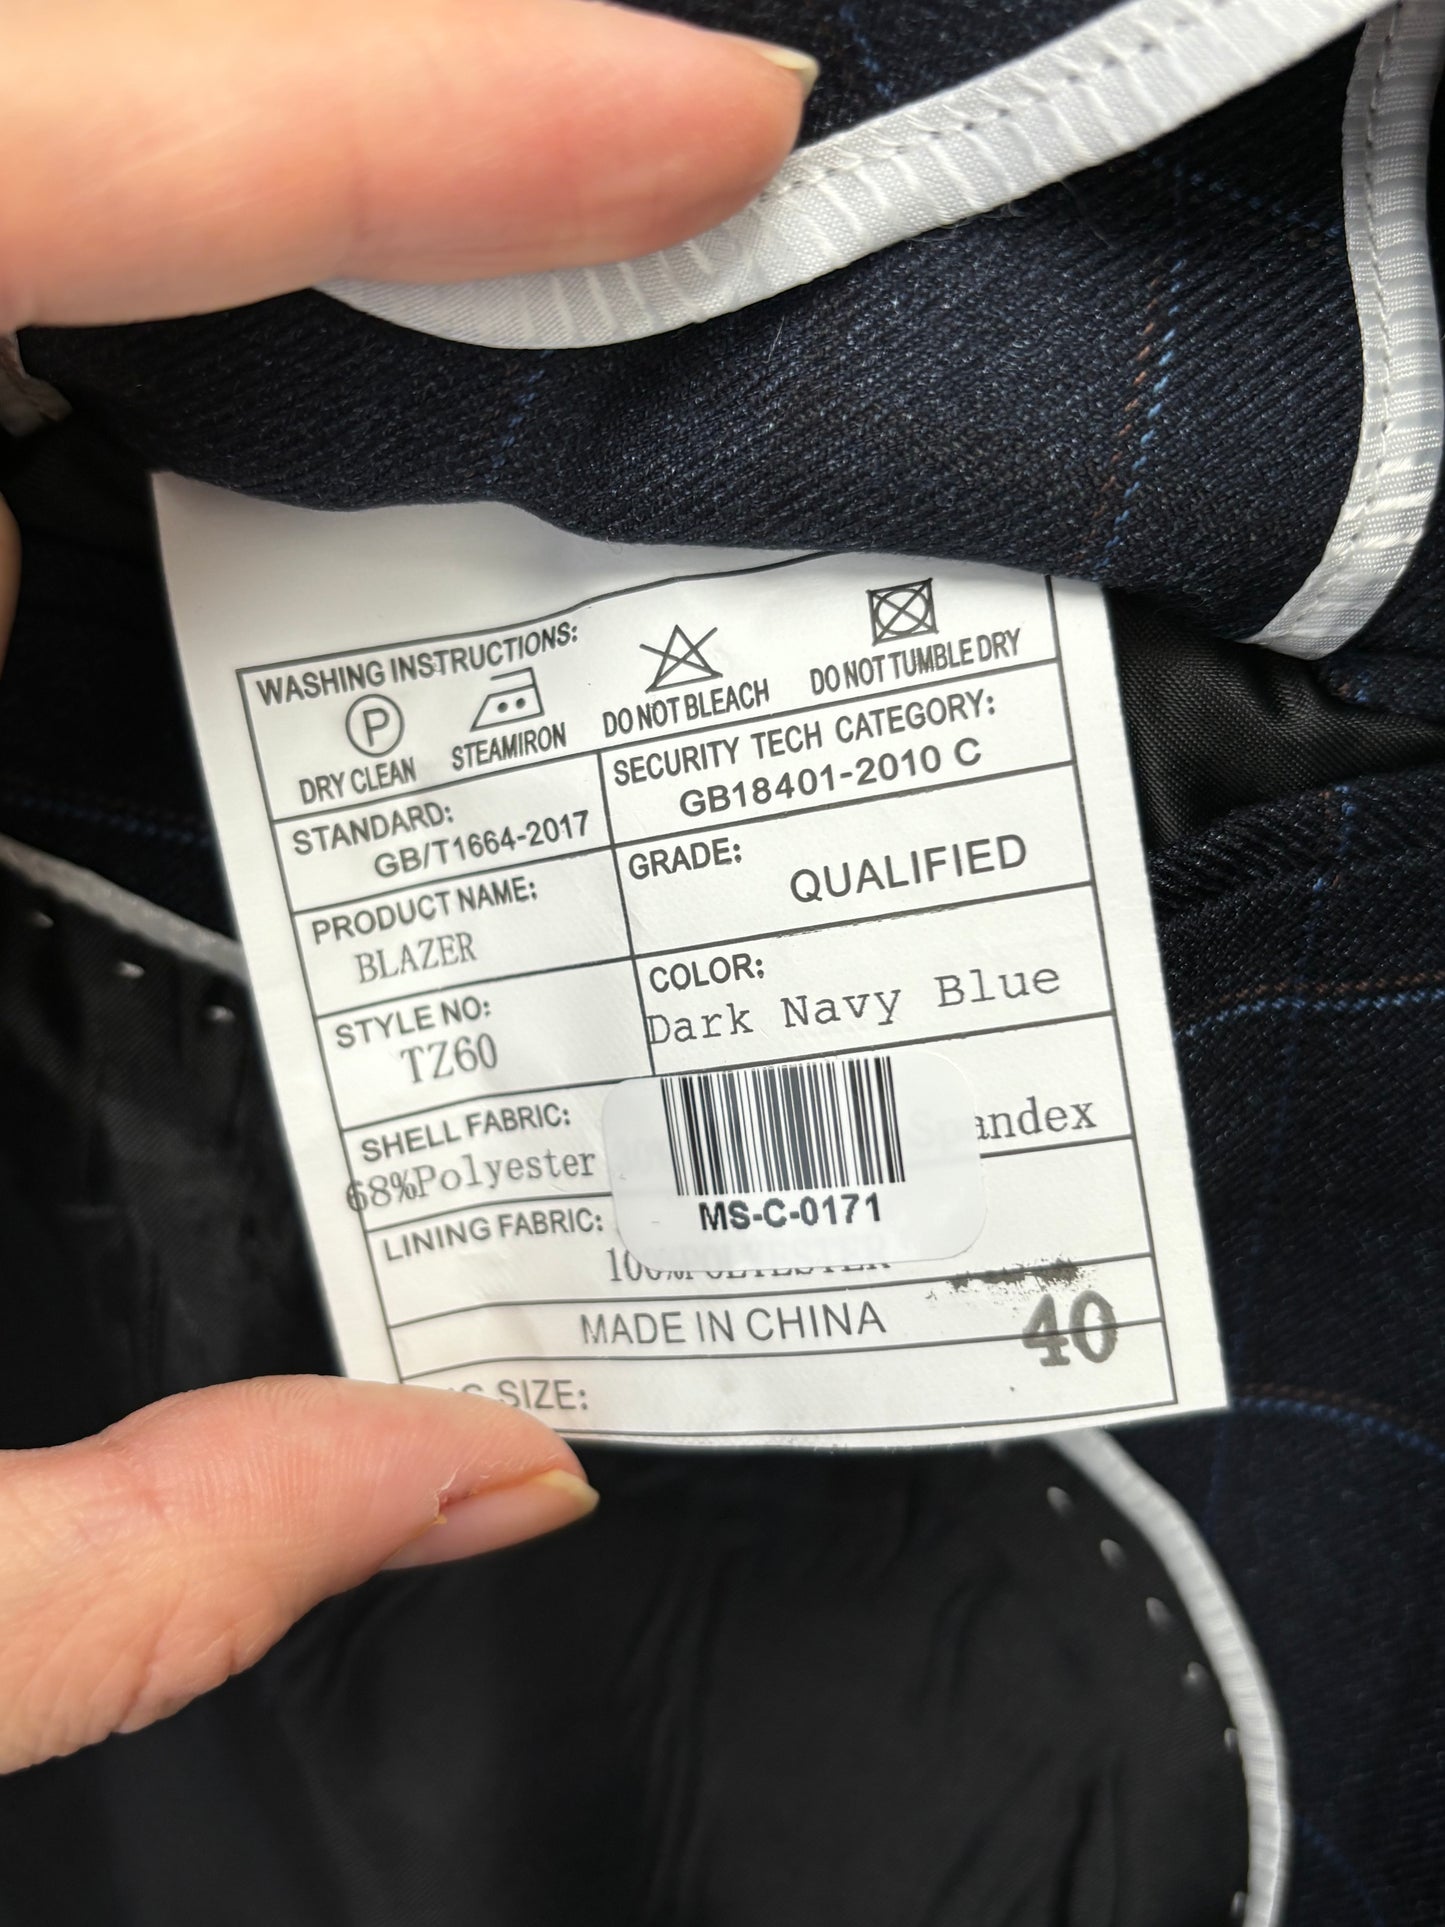 WASHING INSTRUCTIONS:
P
DRY CLEAN
STEAMIRON
DO NOT BLEACH
DO NOT TUMBLE DRY
STANDARD:
GB/T1664-2017
SECURITY TECH CATEGORY:
GB18401-2010 C
PRODUCT NAME:
BLAZER
GRADE:
QUALIFIED
STYLE NO:
TZ60
COLOR:
Dark Navy Blue
SHELL FABRIC:
68%Polyester
Spandex
MS-C-0171
LINING FABRIC:
100%POLYESTER
MADE IN CHINA
40
SIZE: